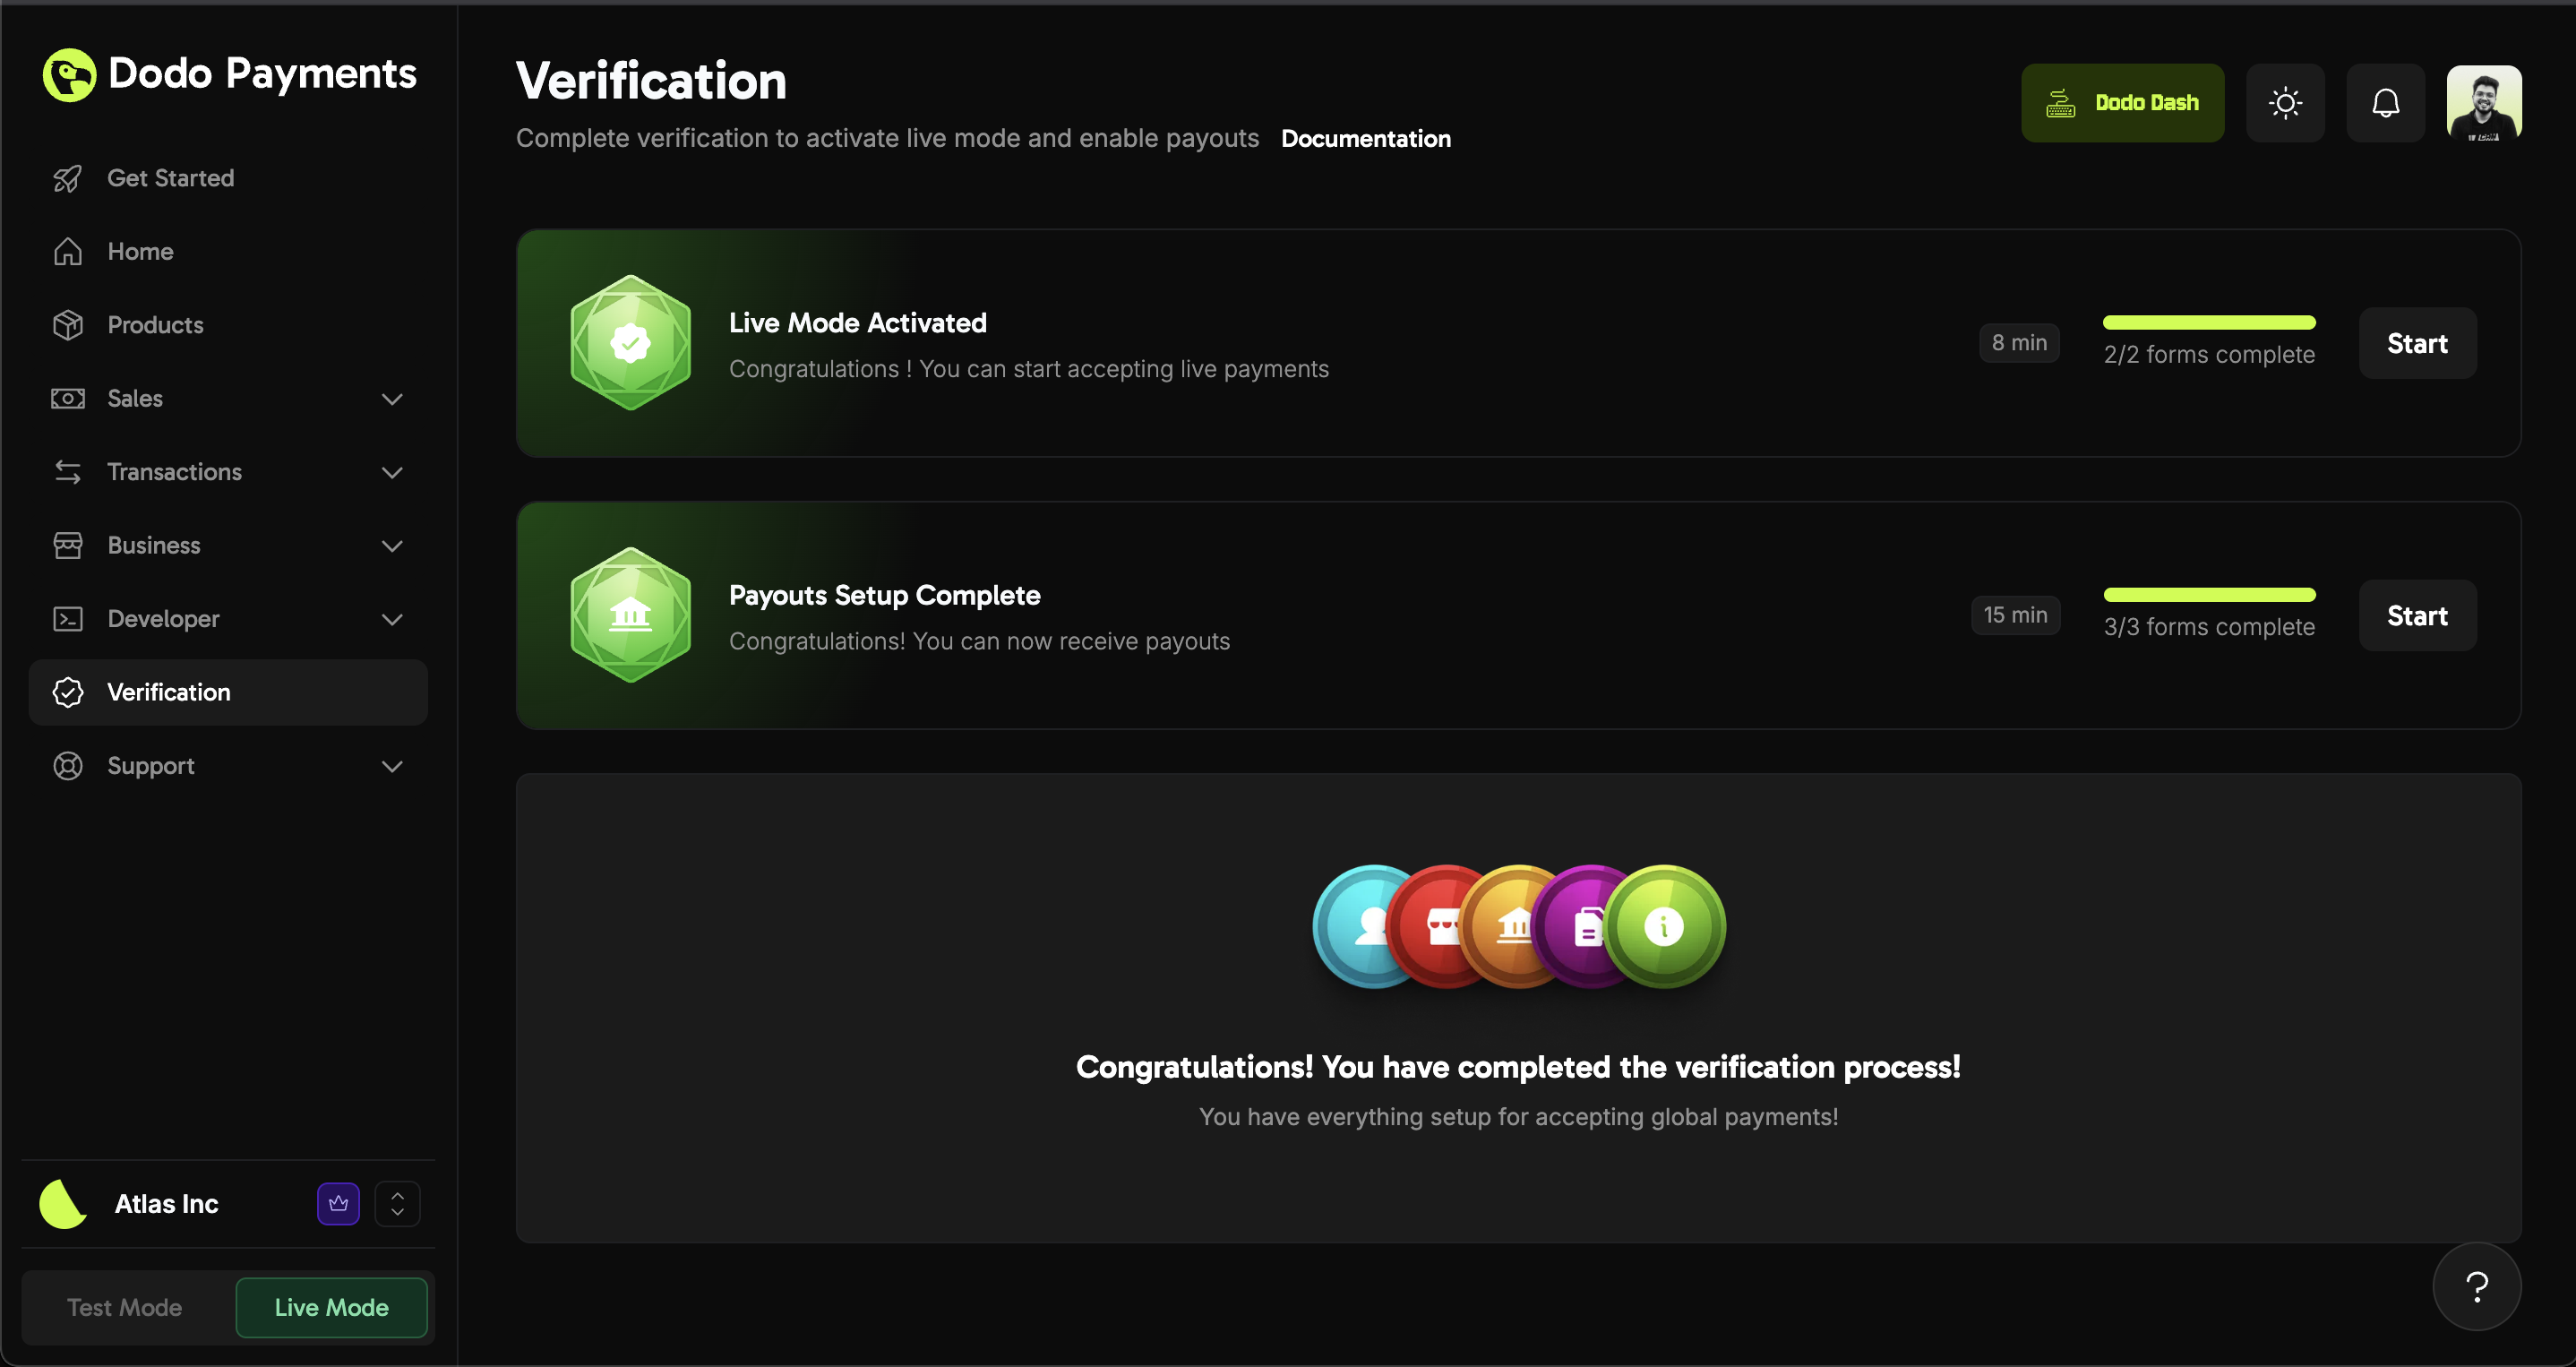 Dodo Payments
Get Started
Home
Products
Sales
Transactions
Business
Developer
Verification
Support
Atlas Inc
Test Mode
Live Mode
Verification
Complete verification to activate live mode and enable payouts Documentation
Dodo Dash
Live Mode Activated
Congratulations ! You can start accepting live payments
8 min
2/2 forms complete
Start
Payouts Setup Complete
Congratulations! You can now receive payouts
15 min
3/3 forms complete
Start
Congratulations! You have completed the verification process!
You have everything setup for accepting global payments!
?